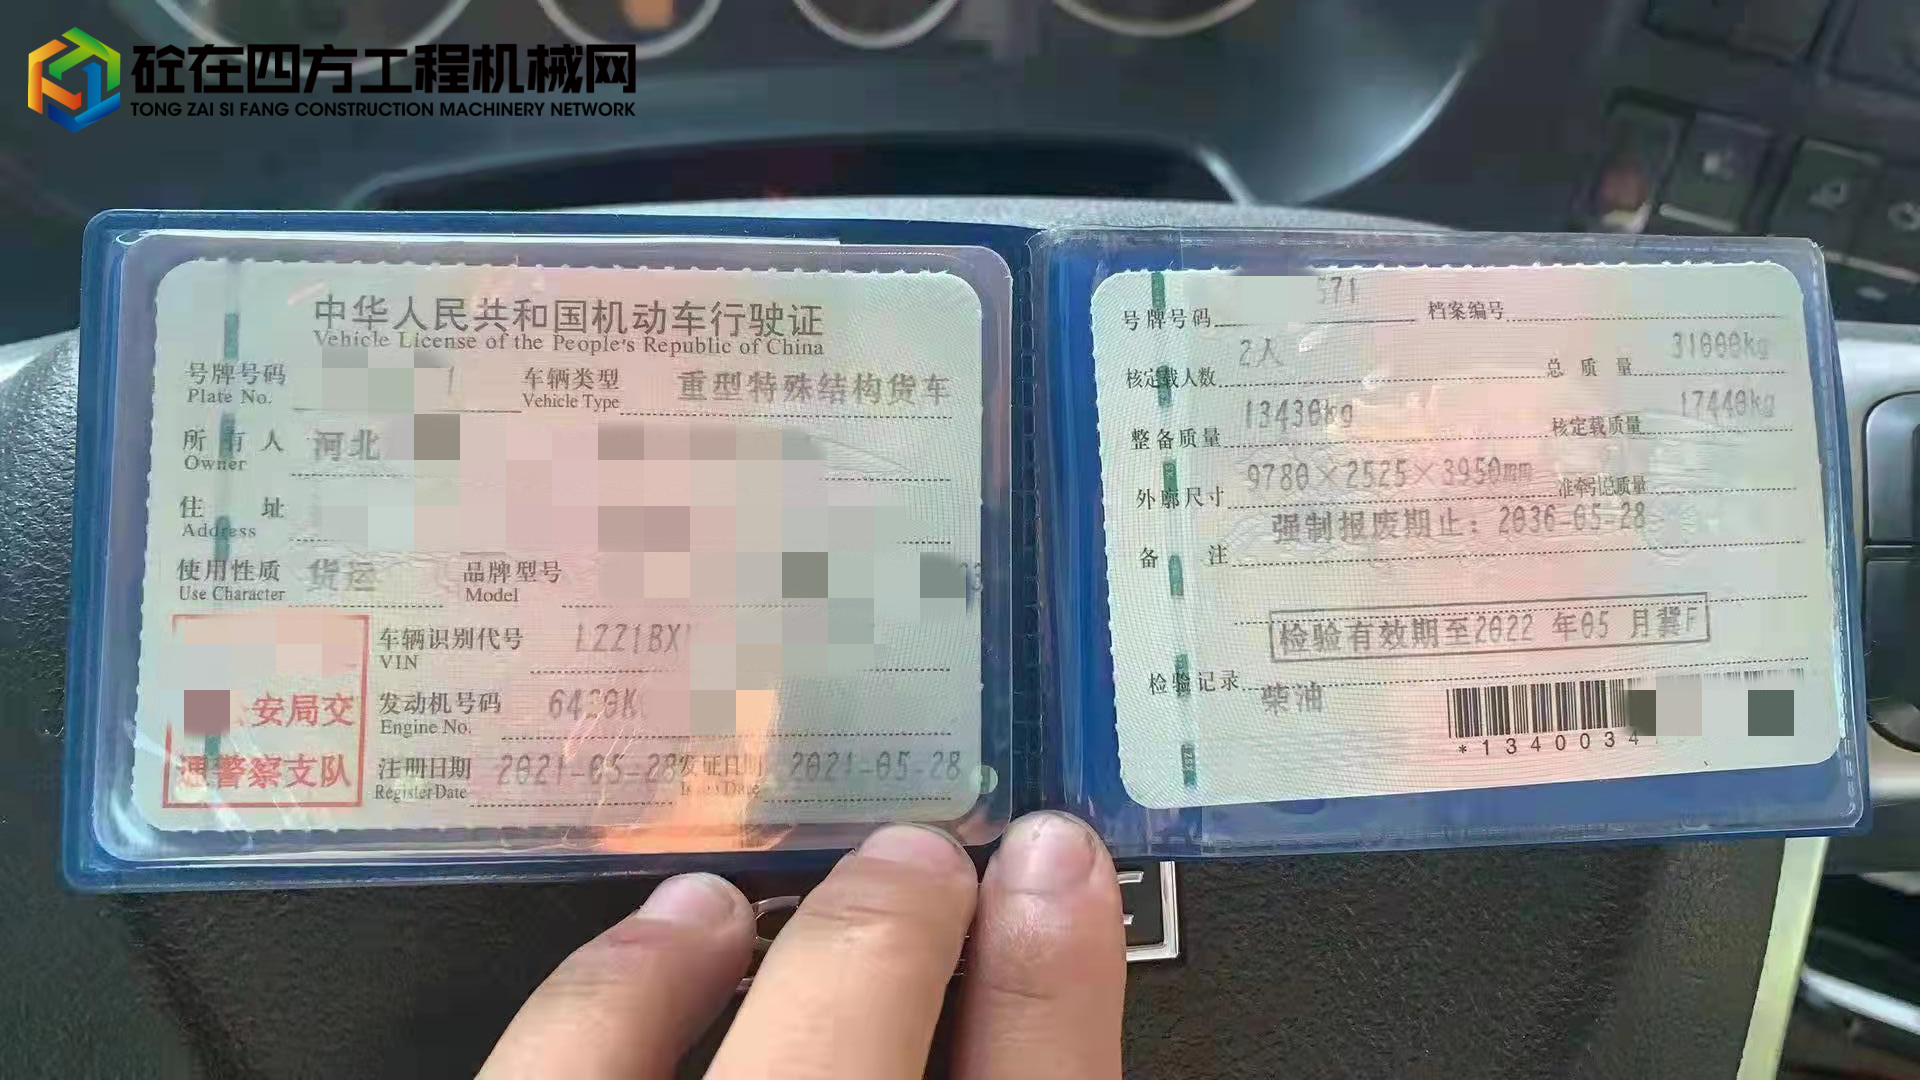 砼在四方工程机械网
TONG ZAI SI FANG CONSTRUCTION MACHINERY NETWORK
中华人民共和国机动车行驶证
Vehicle License of the People's Republic of China
号牌号码 车辆类型 重型特殊结构货车
Plate No. Vehicle Type
所有人 河北
Owner
住址
Address
使用性质 货运 品牌型号
Use Character Model
车辆识别代号 LZZ1BX
VIN
安局交
通警察支队
发动机号码
Engine No.
注册日期 2021-05-28 发证日期 2021-05-28
Register Date Issue Date
号牌号码 571 档案编号
核定载人数 2人 总质量 31000kg
整备质量 13430kg 核定载质量 17440kg
外廓尺寸 9780×2525×3950mm 准牵引总质量
备注 强制报废期止：2036-05-28
检验有效期至2022 年05 月冀F
检验记录 柴油
*1340034